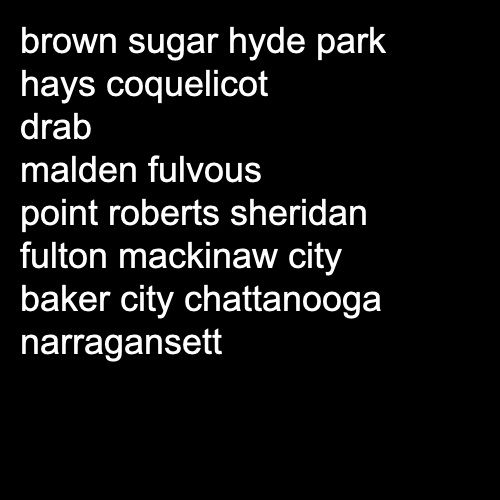 brown sugar hyde park
hays coquelicot
drab
malden fulvous
point roberts sheridan
fulton mackinaw city
baker city chattanooga
narragansett